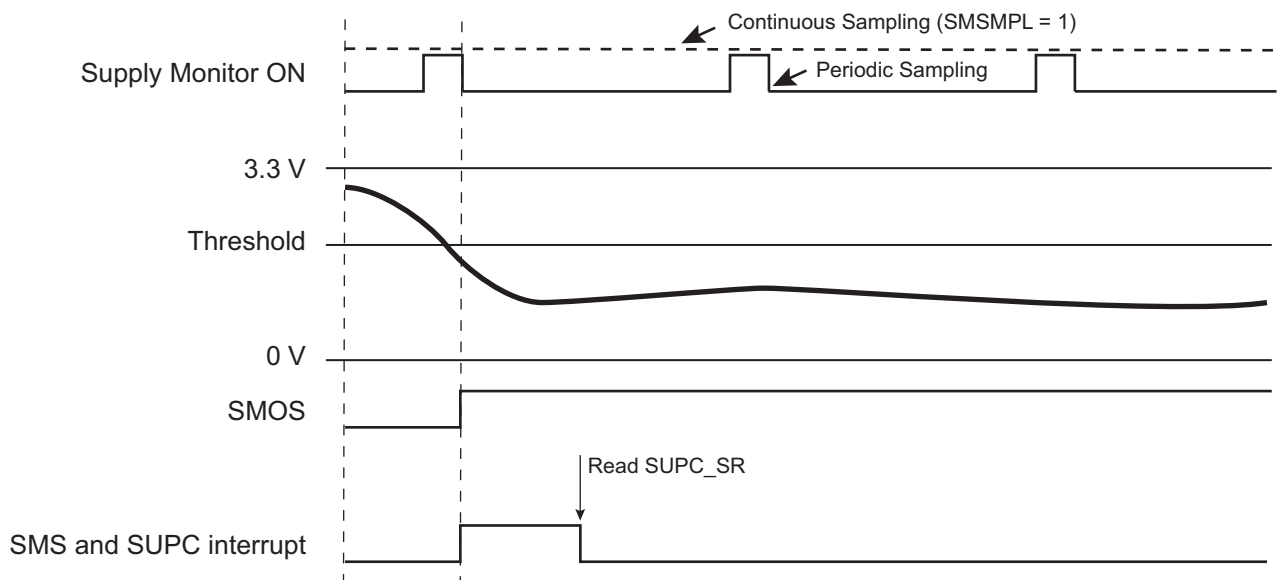 Continuous Sampling (SMSMPL = 1)
Supply Monitor ON
Periodic Sampling
3.3 V
Threshold
0 V
SMOS
Read SUPC_SR
SMS and SUPC interrupt